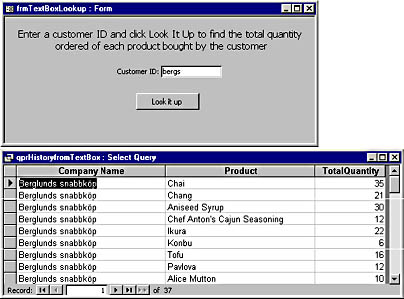 frmTextBoxLookup : Form
Enter a customer ID and click Look It Up to find the total quantity
ordered of each product bought by the customer
Customer ID: bergs
Look it up
qprHistoryfromTextBox : Select Query
Company Name Product TotalQuantity
Berglunds snabbköp Chai 35
Berglunds snabbköp Chang 21
Berglunds snabbköp Aniseed Syrup 30
Berglunds snabbköp Chef Anton's Cajun Seasoning 12
Berglunds snabbköp Ikura 22
Berglunds snabbköp Konbu 6
Berglunds snabbköp Tofu 16
Berglunds snabbköp Pavlova 12
Berglunds snabbköp Alice Mutton 10
Record: 1 of 37